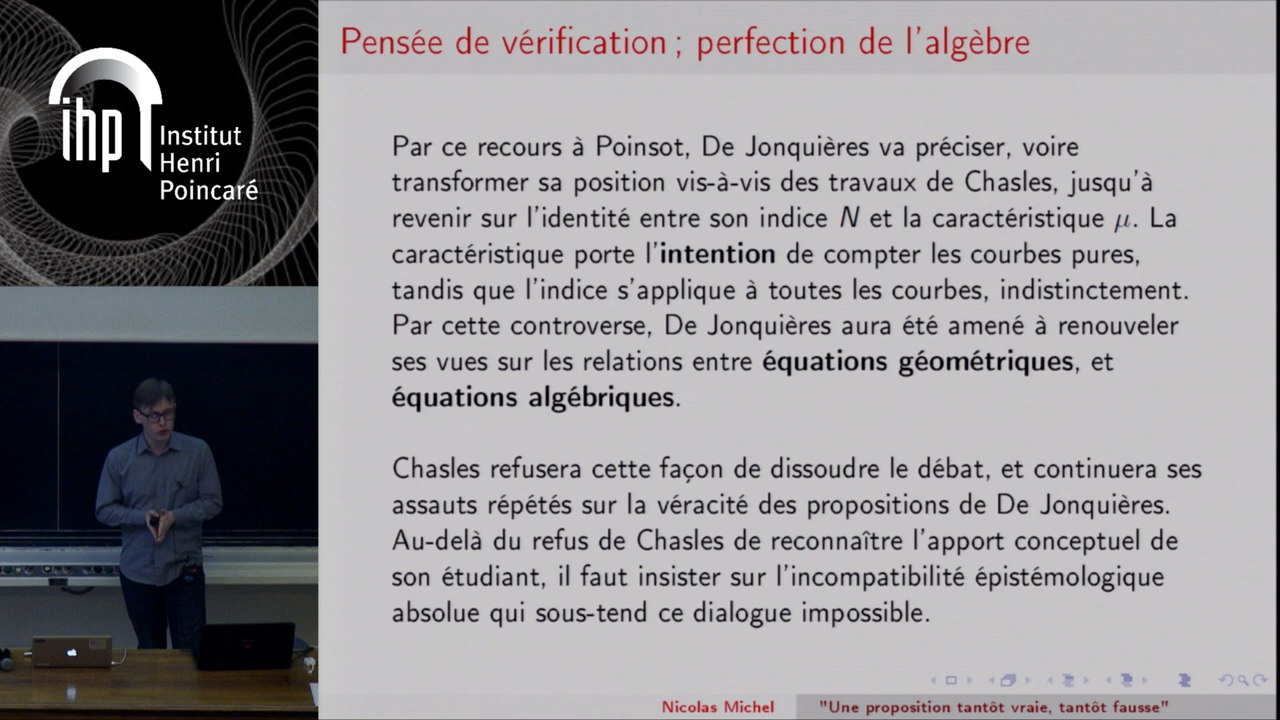 ihp
Institut
Henri
Poincaré
Pensée de vérification ; perfection de l'algèbre
Par ce recours à Poinsot, De Jonquières va préciser, voire
transformer sa position vis-à-vis des travaux de Chasles, jusqu'à
revenir sur l'identité entre son indice N et la caractéristique μ. La
caractéristique porte l'intention de compter les courbes pures,
tandis que l'indice s'applique à toutes les courbes, indistinctement.
Par cette controverse, De Jonquières aura été amené à renouveler
ses vues sur les relations entre équations géométriques, et
équations algébriques.
Chasles refusera cette façon de dissoudre le débat, et continuera ses
assauts répétés sur la véracité des propositions de De Jonquières.
Au-delà du refus de Chasles de reconnaître l'apport conceptuel de
son étudiant, il faut insister sur l'incompatibilité épistémologique
absolue qui sous-tend ce dialogue impossible.
Nicolas Michel
"Une proposition tantôt vraie, tantôt fausse"